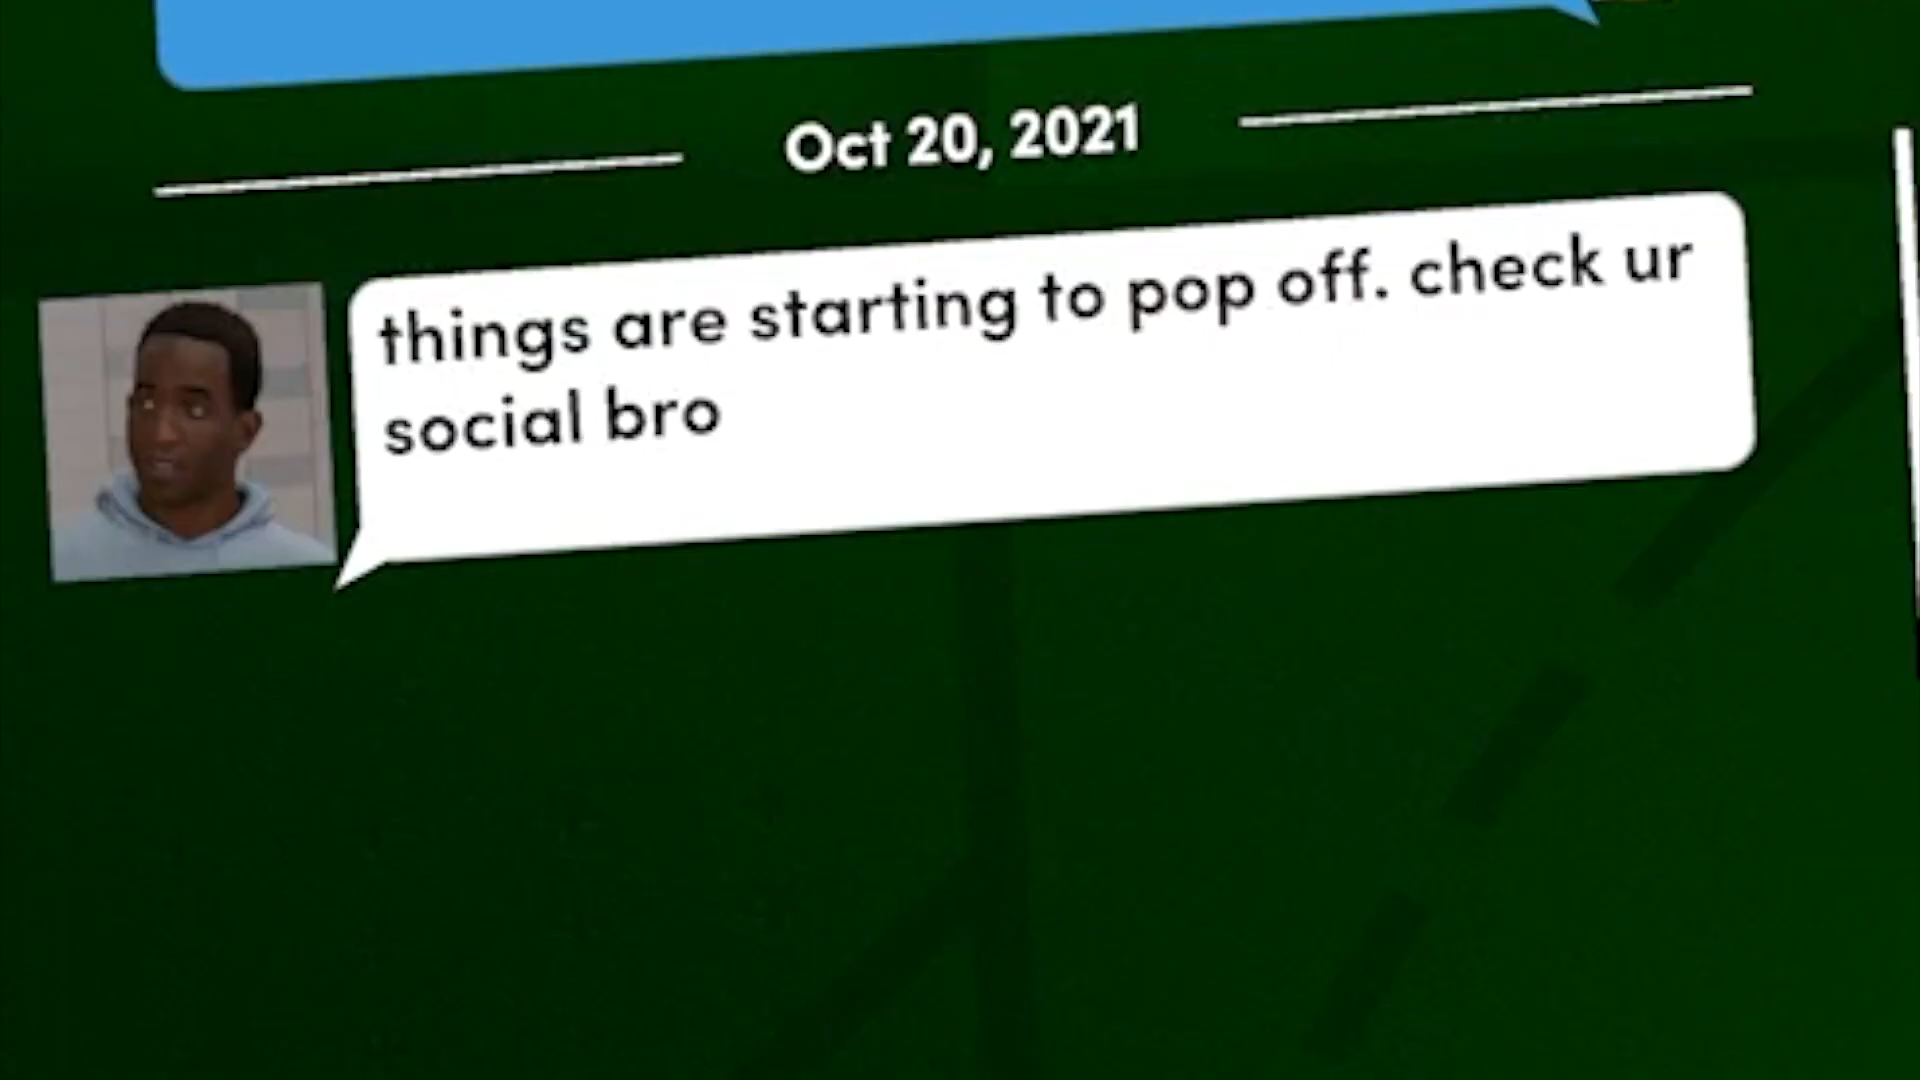 Oct 20, 2021
things are starting to pop off. check ur
social bro